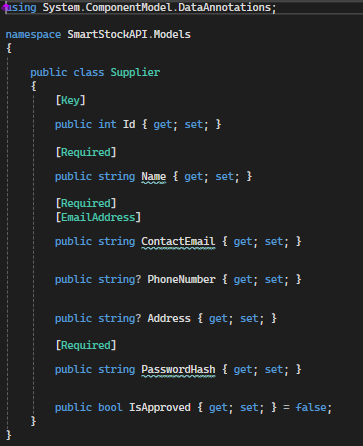 using System.ComponentModel.DataAnnotations;
namespace SmartStockAPI.Models
{
public class Supplier
{
[Key]
public int Id { get; set; }
[Required]
public string Name { get; set; }
[Required]
[EmailAddress]
public string ContactEmail { get; set; }
public string? PhoneNumber { get; set; }
public string? Address { get; set; }
[Required]
public string PasswordHash { get; set; }
public bool IsApproved { get; set; } = false;
}
}